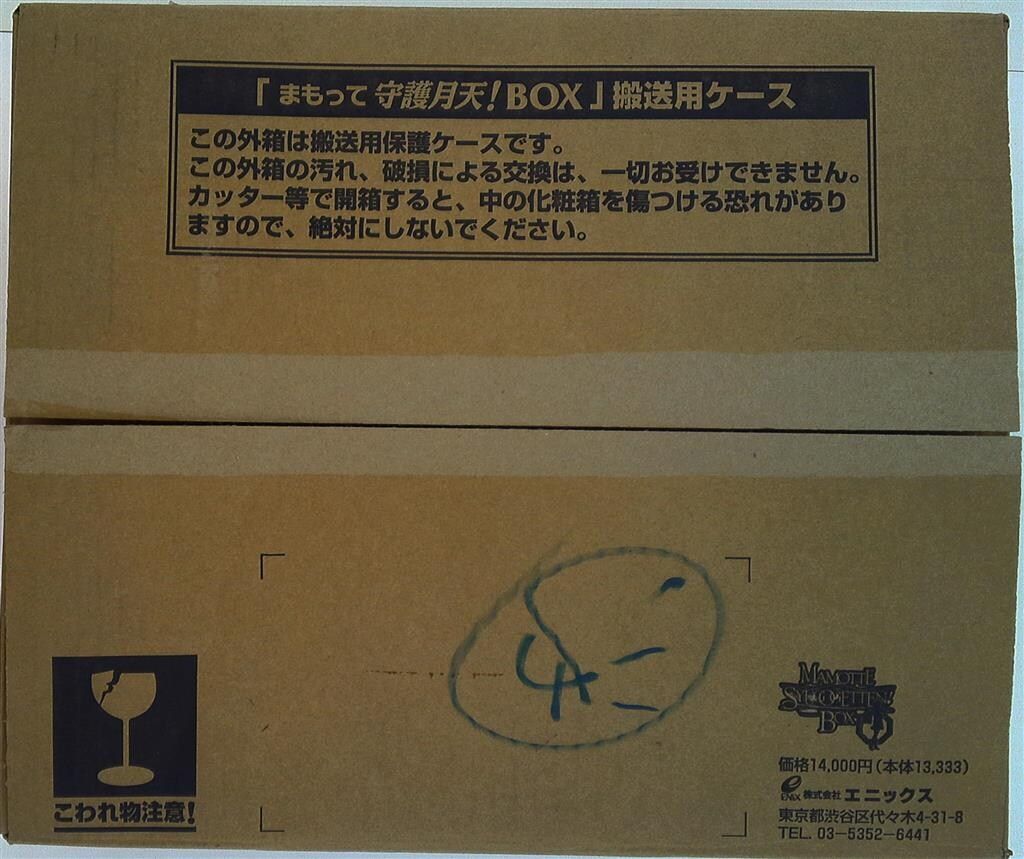 「まもって守護月天!BOX」搬送用ケース
この外箱は搬送用保護ケースです。
この外箱の汚れ、破損による交換は、一切お受けできません。
カッター等で開箱すると、中の化粧箱を傷つける恐れがあり
ますので、絶対にしないでください。
こわれ物注意!
MAMOTTE
SYUGOGETTEN!
BOX
価格14,000円(本体13,333)
ENIX 株式会社 エニックス
東京都渋谷区代々木4-31-8
TEL. 03-5352-6441